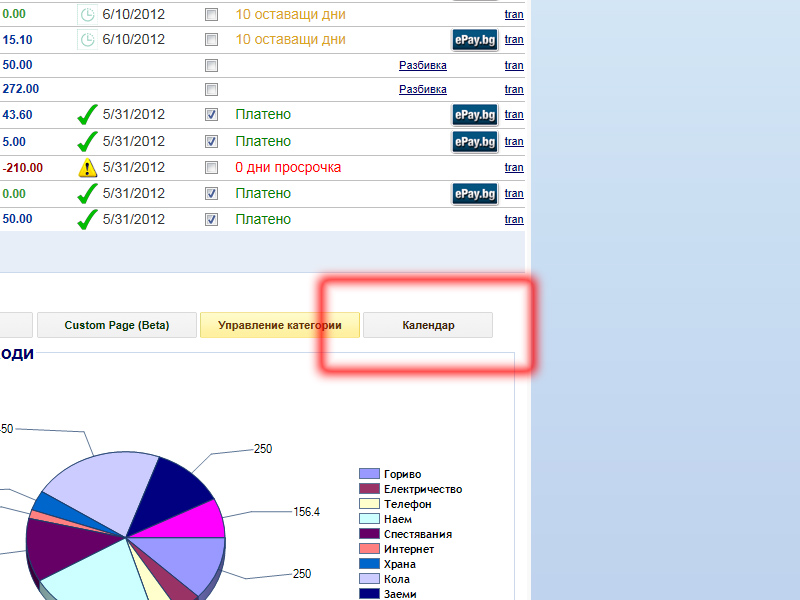 0.00 6/10/2012 10 оставащи дни tran
15.10 6/10/2012 10 оставащи дни ePay.bg tran
50.00 Разбивка tran
272.00 Разбивка tran
43.60 5/31/2012 Платено ePay.bg tran
5.00 5/31/2012 Платено ePay.bg tran
-210.00 5/31/2012 0 дни просрочка tran
0.00 5/31/2012 Платено ePay.bg tran
50.00 5/31/2012 Платено tran
Custom Page (Beta) Управление категории Календар
оди
50
250
156.4
250
Гориво
Електричество
Телефон
Наем
Спестявания
Интернет
Храна
Кола
Заеми